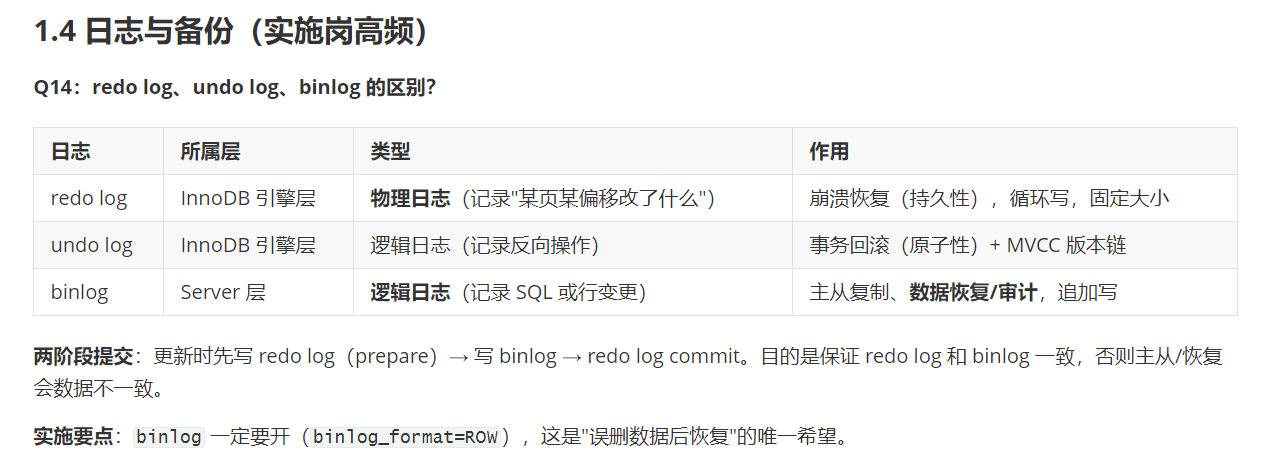 1.4 日志与备份（实施岗高频）
Q14：redo log、undo log、binlog 的区别？
日志 所属层 类型 作用
redo log InnoDB 引擎层 物理日志（记录"某页某偏移改了什么"） 崩溃恢复（持久性），循环写，固定大小
undo log InnoDB 引擎层 逻辑日志（记录反向操作） 事务回滚（原子性）+ MVCC 版本链
binlog Server 层 逻辑日志（记录 SQL 或行变更） 主从复制、数据恢复/审计，追加写
两阶段提交：更新时先写 redo log（prepare）→ 写 binlog → redo log commit。目的是保证 redo log 和 binlog 一致，否则主从/恢复
会数据不一致。
实施要点：binlog 一定要开（binlog_format=ROW），这是"误删数据后恢复"的唯一希望。